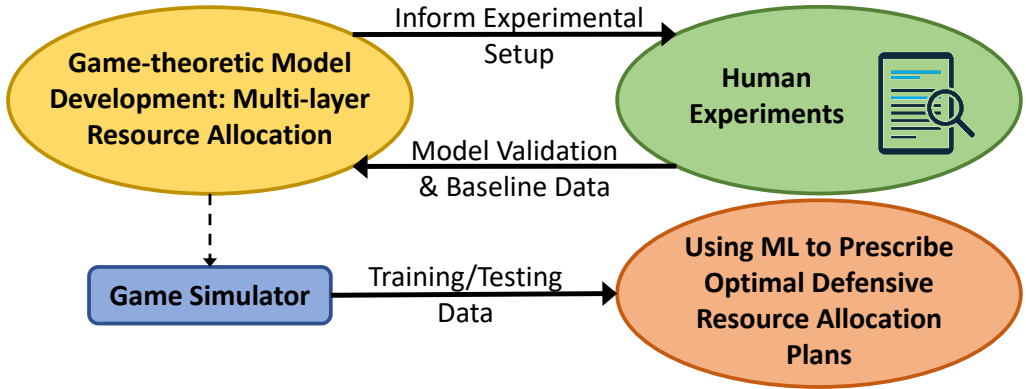 Game-theoretic Model
Development: Multi-layer
Resource Allocation
Inform Experimental
Setup
Human
Experiments
Model Validation
& Baseline Data
Game Simulator
Training/Testing
Data
Using ML to Prescribe
Optimal Defensive
Resource Allocation
Plans